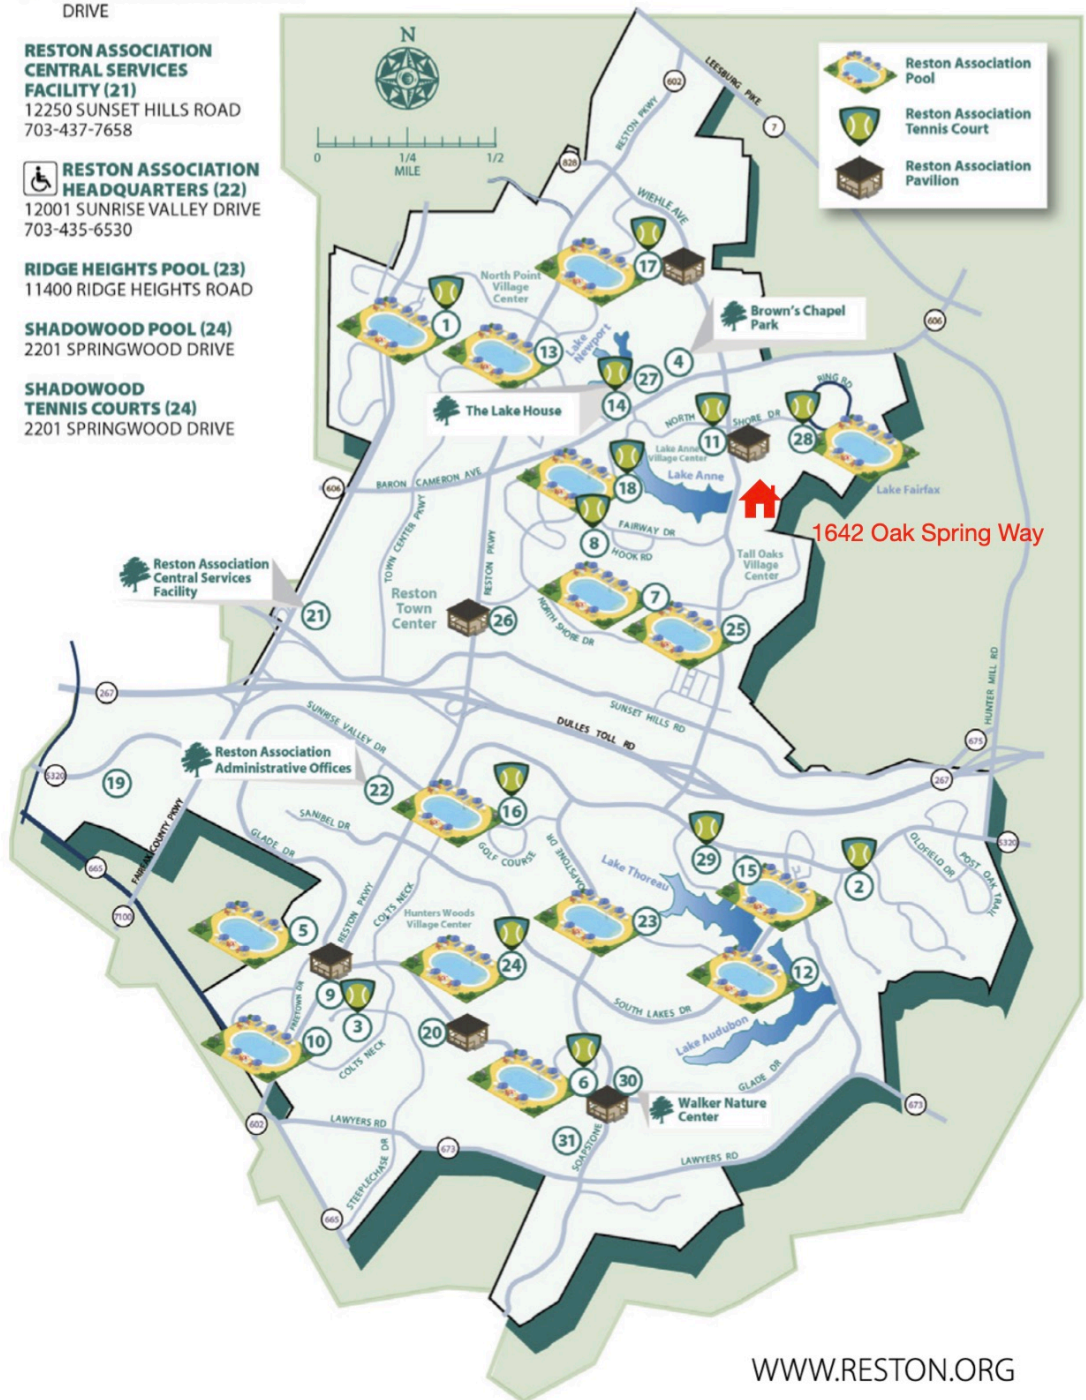 DRIVE
RESTON ASSOCIATION
CENTRAL SERVICES
FACILITY (21)
12250 SUNSET HILLS ROAD
703-437-7658
RESTON ASSOCIATION
HEADQUARTERS (22)
12001 SUNRISE VALLEY DRIVE
703-435-6530
RIDGE HEIGHTS POOL (23)
11400 RIDGE HEIGHTS ROAD
SHADOWOOD POOL (24)
2201 SPRINGWOOD DRIVE
SHADOWOOD
TENNIS COURTS (24)
2201 SPRINGWOOD DRIVE
N
0 1/4 1/2
MILE
Reston Association
Pool
Reston Association
Tennis Court
Reston Association
Pavilion
LEESBURG PIKE
602
7
RESTON PKWY
828
WIEHLE AVE
17
North Point
Village
Center
1
13
Lake
Newport
Brown's Chapel
Park
606
4
27
14
The Lake House
RING RD
NORTH SHORE DR
11
28
Lake Anne
Village Center
Lake Anne
18
Lake Fairfax
606
BARON CAMERON AVE
1642 Oak Spring Way
TOWN CENTER PKWY
RESTON PKWY
FAIRWAY DR
8
HOOK RD
Tall Oaks
Village
Center
Reston Association
Central Services
Facility
21
Reston
Town
Center
26
7
NORTH SHORE DR
25
HUNTER MILL RD
267
SUNRISE VALLEY DR
SUNSET HILLS RD
DULLES TOLL RD
675
267
Reston Association
Administrative Offices
22
5320
19
16
SANIBEL DR
GOLF COURSE
GLADE DR
FAIRFAX COUNTY PKWY
665
7100
SOAPSTONE DR
29
15
2
5320
OLDFIELD DR
POST OAK TRAIL
Lake Thoreau
RESTON PKWY
COLTS NECK
Hunters Woods
Village Center
5
23
24
12
9
3
PINETOWN DR
10
COLTS NECK
20
SOUTH LAKES DR
Lake Audubon
GLADE DR
6
30
Walker Nature
Center
673
602
LAWYERS RD
673
31
SOAPSTONE
LAWYERS RD
STEEPLECHASE DR
665
WWW.RESTON.ORG